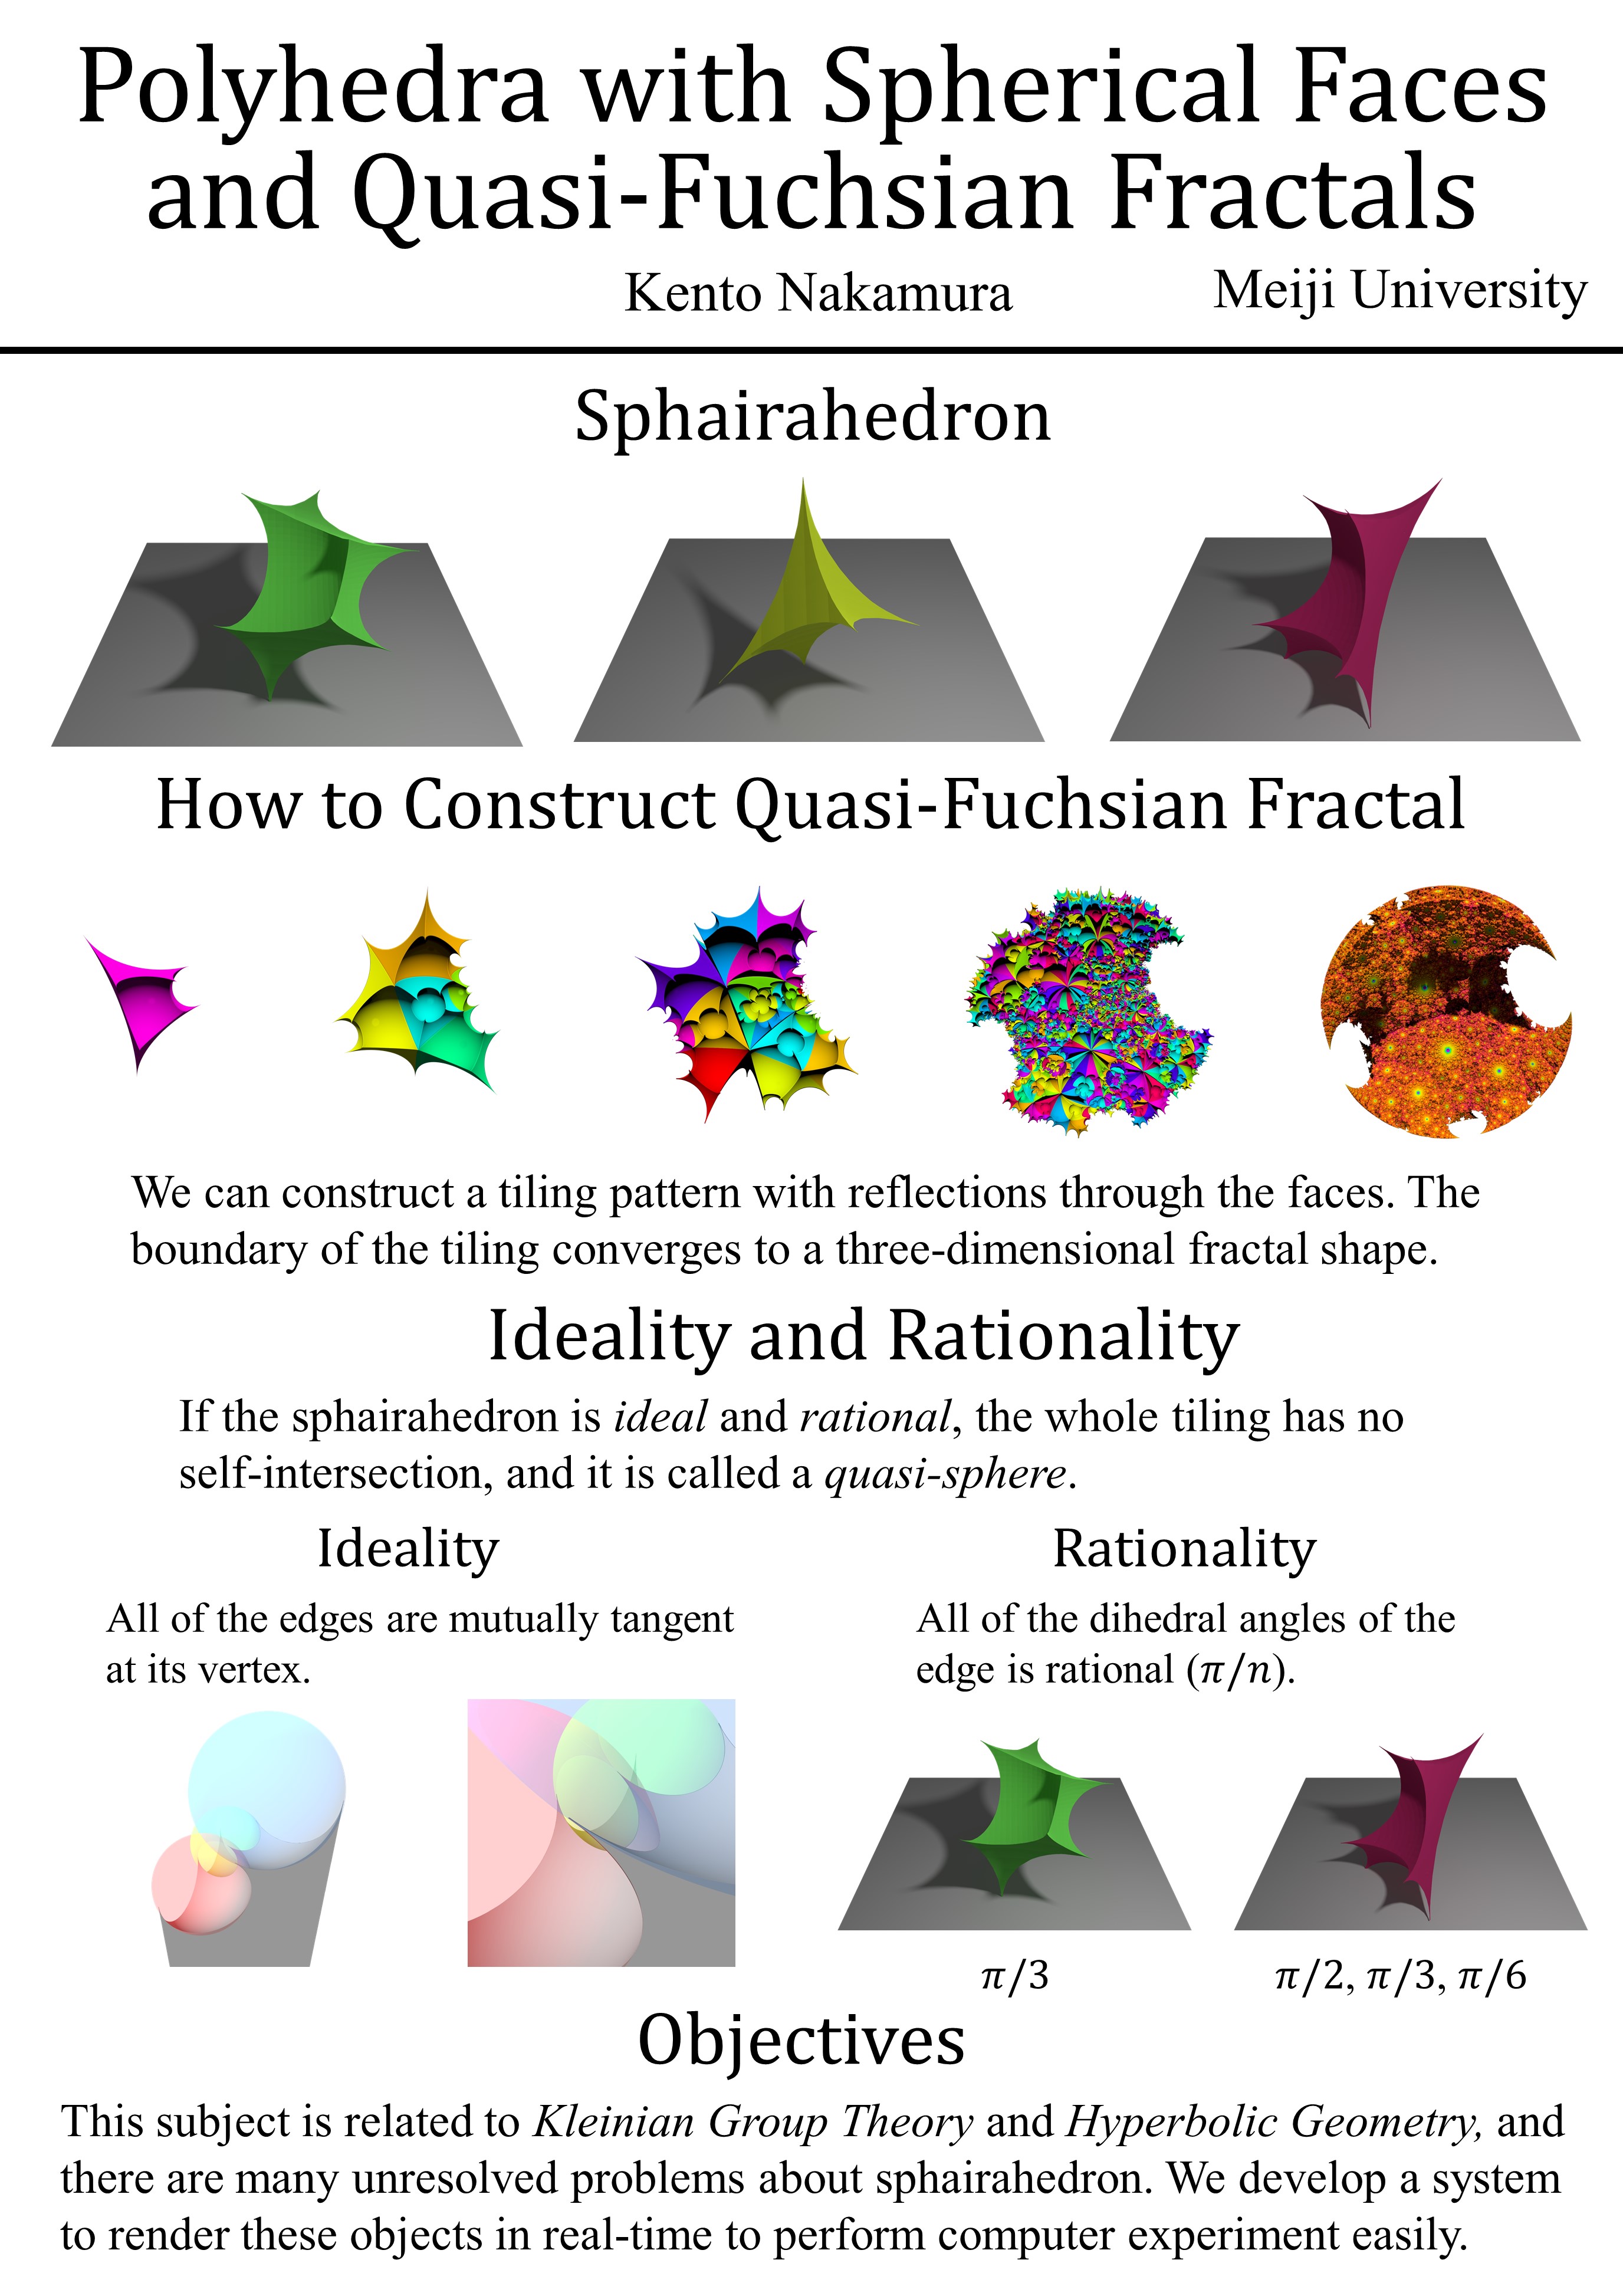 Polyhedra with Spherical Faces
and Quasi-Fuchsian Fractals
Kento Nakamura
Meiji University
Sphairahedron
How to Construct Quasi-Fuchsian Fractal
We can construct a tiling pattern with reflections through the faces. The
boundary of the tiling converges to a three-dimensional fractal shape.
Ideality and Rationality
If the sphairahedron is ideal and rational, the whole tiling has no
self-intersection, and it is called a quasi-sphere.
Ideality
All of the edges are mutually tangent
at its vertex.
Rationality
All of the dihedral angles of the
edge is rational (π/n).
π/3
π/2, π/3, π/6
Objectives
This subject is related to Kleinian Group Theory and Hyperbolic Geometry, and
there are many unresolved problems about sphairahedron. We develop a system
to render these objects in real-time to perform computer experiment easily.